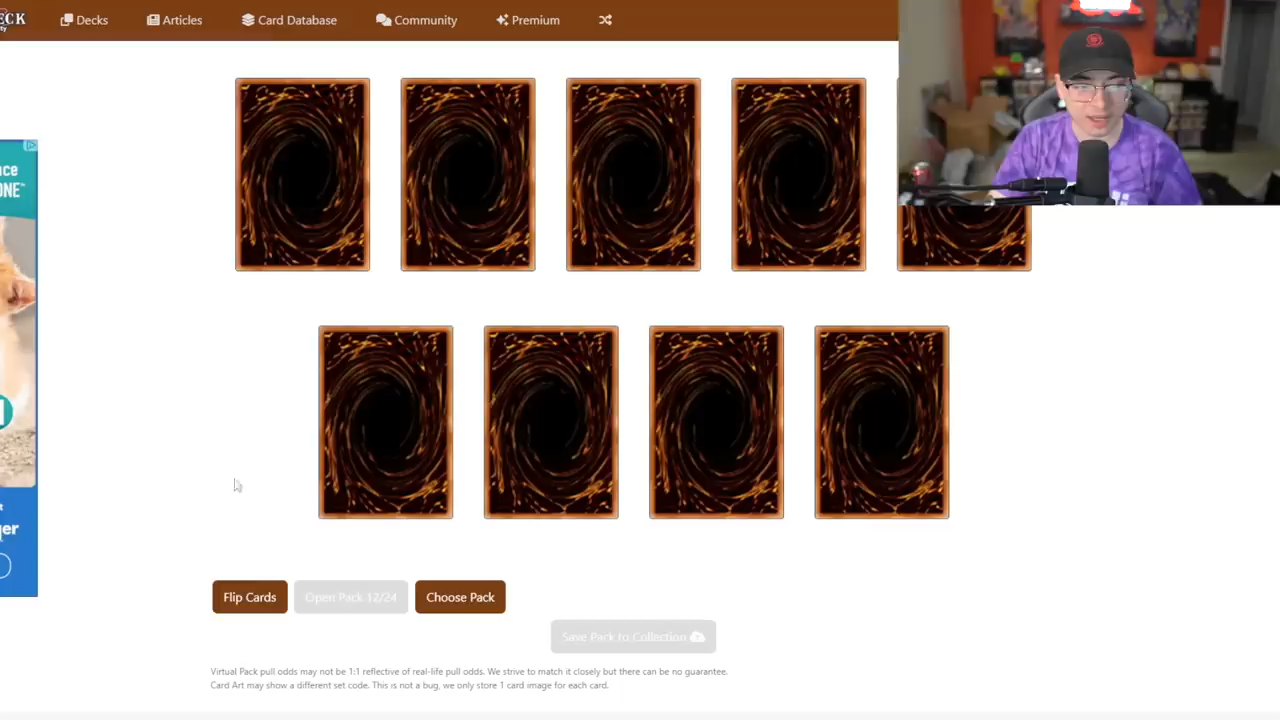 ECK
Decks
Articles
Card Database
Community
Premium
nce
ONE™
Flip Cards
Open Pack 12/24
Choose Pack
Save Pack to Collection
Virtual Pack pull odds may not be 1:1 reflective of real-life pull odds. We strive to match it closely but there can be no guarantee.
Card Art may show a different set code. This is not a bug, we only store 1 card image for each card.